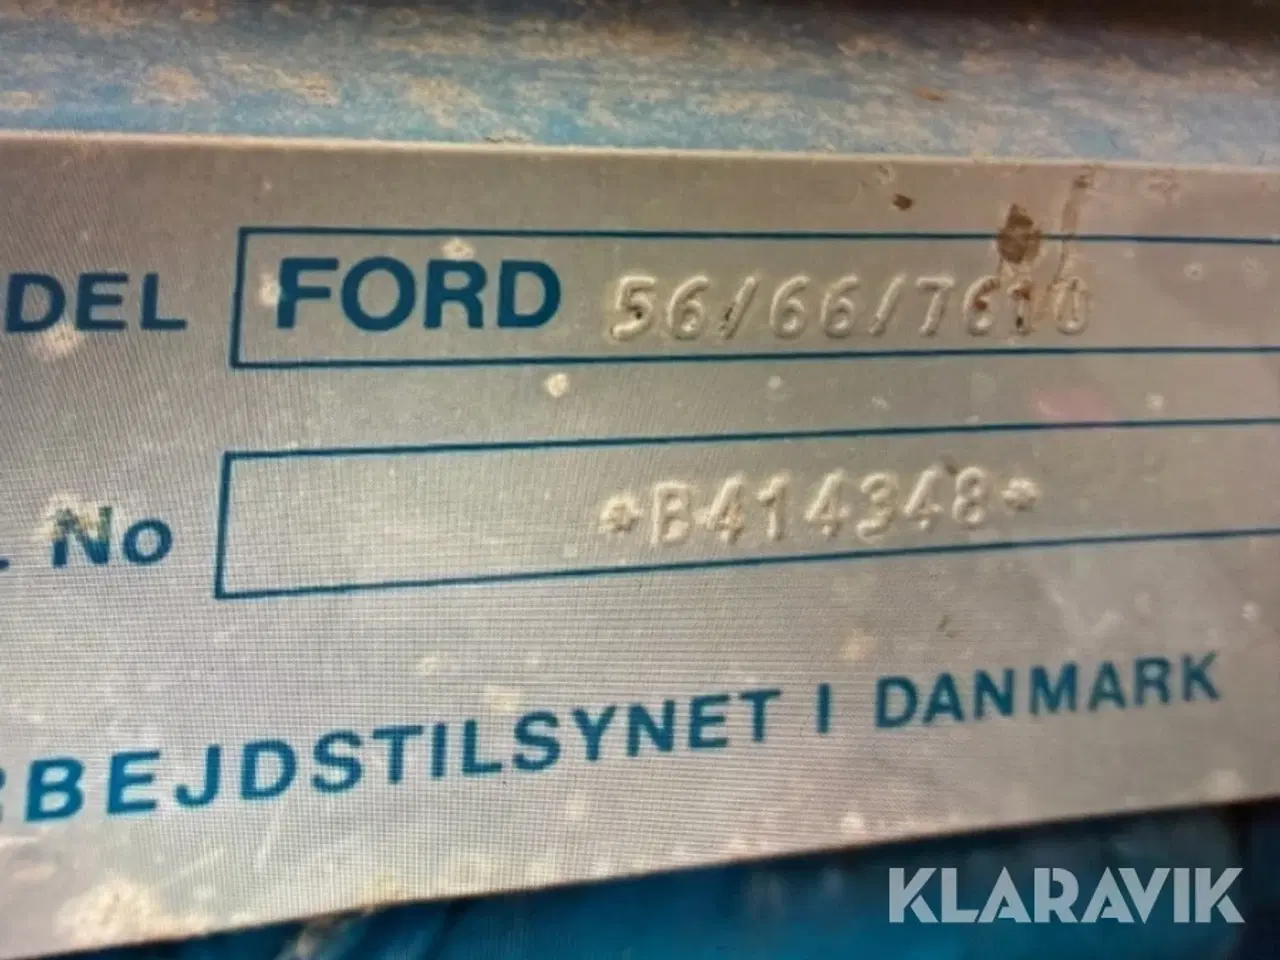 DEL FORD 56/66/7610
. No *B414348*
RBEJDSTILSYNET I DANMARK
KLARAVIK